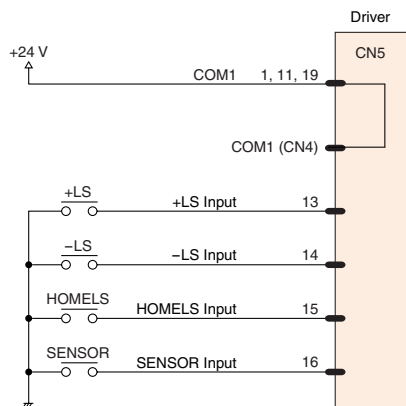 Driver
+24 V
CN5
COM1 1, 11, 19
COM1 (CN4)
+LS
+LS Input 13
−LS
−LS Input 14
HOMELS
HOMELS Input 15
SENSOR
SENSOR Input 16